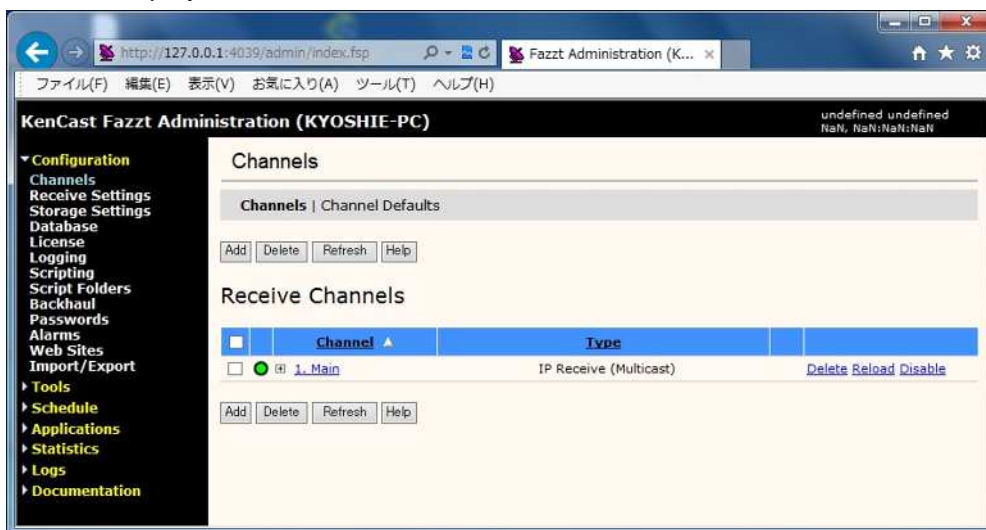 http://127.0.0.1:4039/admin/index.fsp
Fazzt Administration (K...
ファイル(F) 編集(E) 表示(V) お気に入り(A) ツール(T) ヘルプ(H)
KenCast Fazzt Administration (KYOSHIE-PC)
undefined undefined
NaN, NaN:NaN:NaN
Configuration
Channels
Receive Settings
Storage Settings
Database
License
Logging
Scripting
Script Folders
Backhaul
Passwords
Alarms
Web Sites
Import/Export
Tools
Schedule
Applications
Statistics
Logs
Documentation
Channels
Channels | Channel Defaults
Add Delete Refresh Help
Receive Channels
Channel Type
1. Main IP Receive (Multicast) Delete Reload Disable
Add Delete Refresh Help